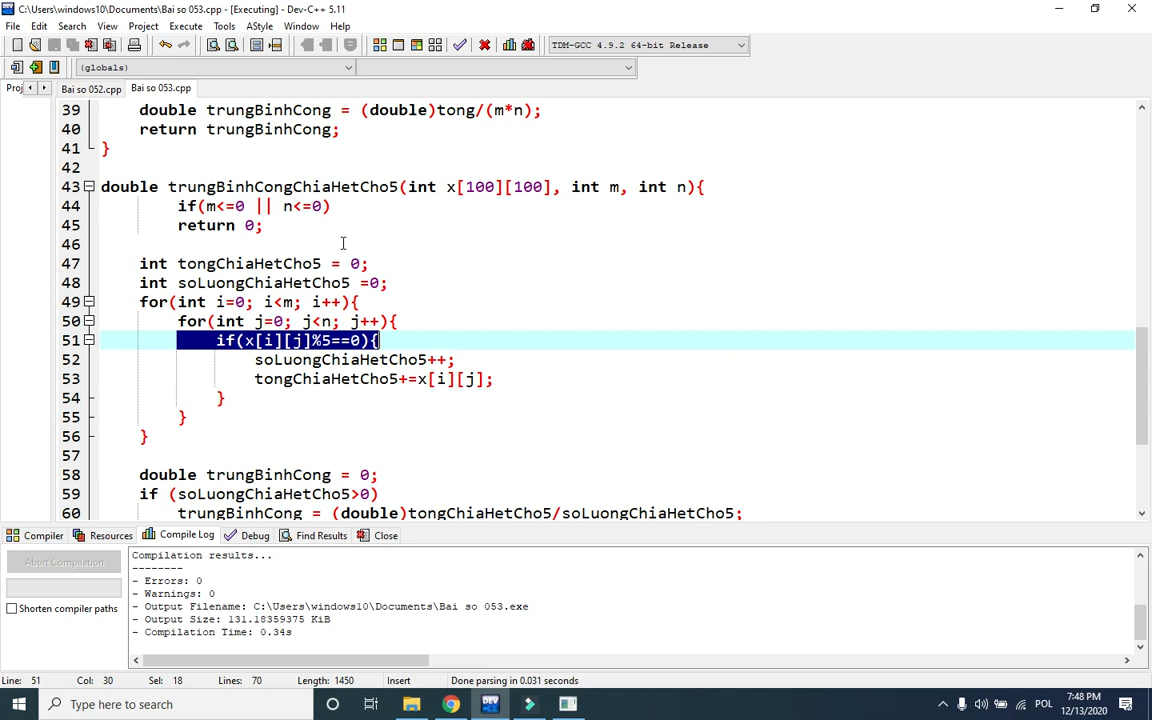 C:\Users\windows10\Documents\Bai so 053.cpp - [Executing] - Dev-C++ 5.11
File Edit Search View Project Execute Tools AStyle Window Help
TDM-GCC 4.9.2 64-bit Release
(globals)
Proj Bai so 052.cpp Bai so 053.cpp
39 double trungBinhCong = (double)tong/(m*n);
40 return trungBinhCong;
41 }
42
43 double trungBinhCongChiaHetCho5(int x[100][100], int m, int n){
44 if(m<=0 || n<=0)
45 return 0;
46
47 int tongChiaHetCho5 = 0;
48 int soLuongChiaHetCho5 =0;
49 for(int i=0; i<m; i++){
50 for(int j=0; j<n; j++){
51 if(x[i][j]%5==0){
52 soLuongChiaHetCho5++;
53 tongChiaHetCho5+=x[i][j];
54 }
55 }
56 }
57
58 double trungBinhCong = 0;
59 if (soLuongChiaHetCho5>0)
60 trungBinhCong = (double)tongChiaHetCho5/soLuongChiaHetCho5;
Compiler Resources Compile Log Debug Find Results Close
Abort Compilation
Shorten compiler paths
Compilation results...
--------
- Errors: 0
- Warnings: 0
- Output Filename: C:\Users\windows10\Documents\Bai so 053.exe
- Output Size: 131.18359375 KiB
- Compilation Time: 0.34s
Line: 51 Col: 30 Sel: 18 Lines: 70 Length: 1450 Insert Done parsing in 0.031 seconds
Type here to search
DEV
POL
7:48 PM
12/13/2020